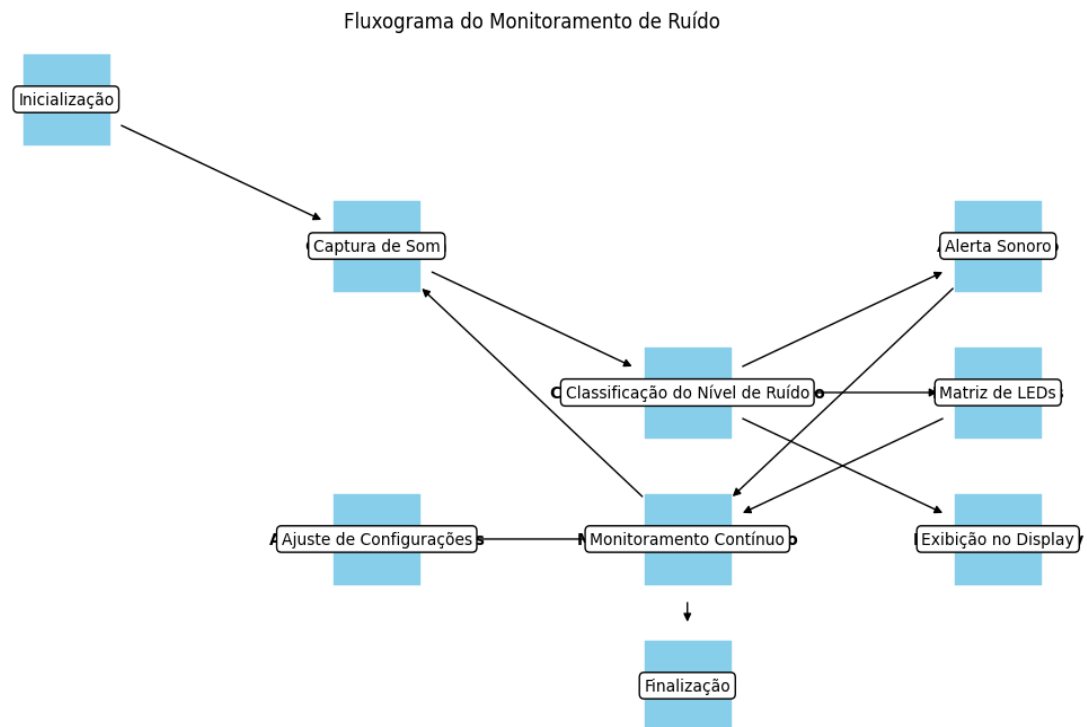 Fluxograma do Monitoramento de Ruído
Inicialização
Captura de Som
Alerta Sonoro
Classificação do Nível de Ruído
Matriz de LEDs
Ajuste de Configurações
Monitoramento Contínuo
Exibição no Display
Finalização